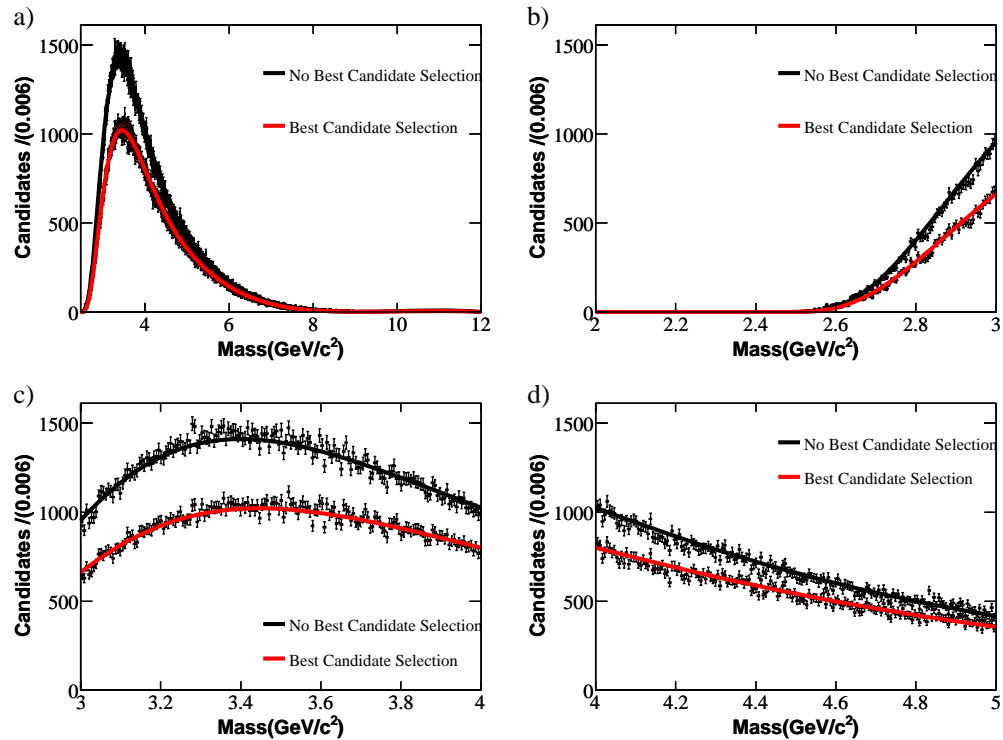 a)
Candidates /(0.006)
1500
1000
500
0
No Best Candidate Selection
Best Candidate Selection
4 6 8 10 12
Mass(GeV/c²)
b)
Candidates /(0.006)
1500
1000
500
0
No Best Candidate Selection
Best Candidate Selection
2 2.2 2.4 2.6 2.8 3
Mass(GeV/c²)
c)
Candidates /(0.006)
1500
1000
500
0
No Best Candidate Selection
Best Candidate Selection
3 3.2 3.4 3.6 3.8 4
Mass(GeV/c²)
d)
Candidates /(0.006)
1500
1000
500
0
No Best Candidate Selection
Best Candidate Selection
4 4.2 4.4 4.6 4.8 5
Mass(GeV/c²)